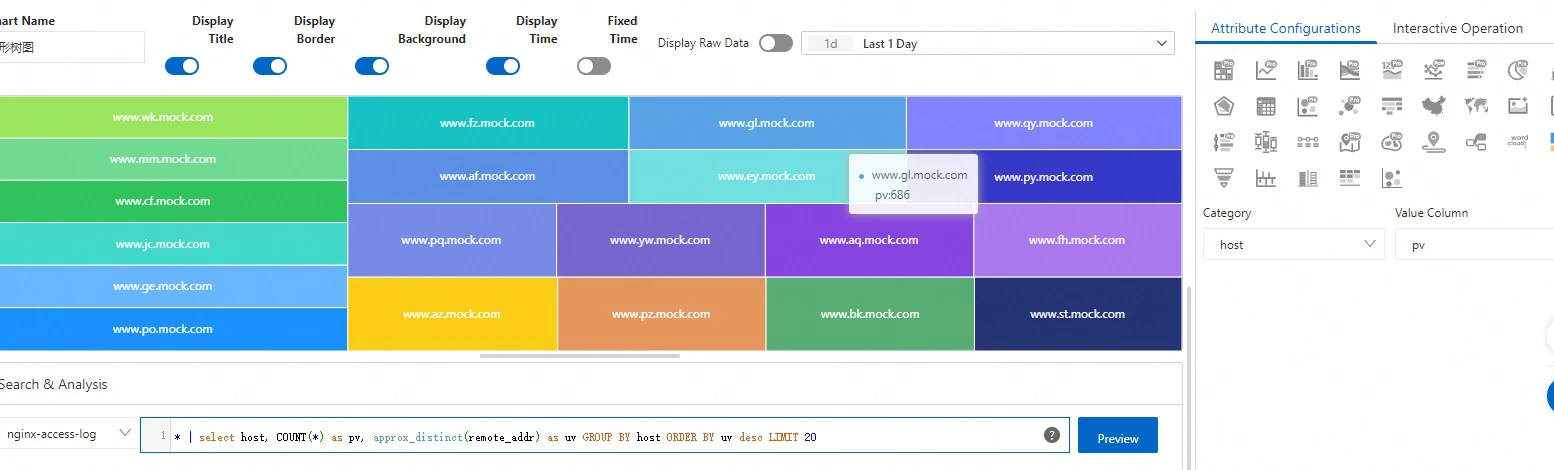 art Name
形树图
Display
Title
Display
Border
Display
Background
Display
Time
Fixed
Time
Display Raw Data
1d Last 1 Day
Attribute Configurations
Interactive Operation
www.wk.mock.com
www.mm.mock.com
www.cf.mock.com
www.jc.mock.com
www.ge.mock.com
www.po.mock.com
www.fz.mock.com
www.gl.mock.com
www.qy.mock.com
www.af.mock.com
www.ey.mock.com
www.py.mock.com
www.gl.mock.com
pv:686
www.pq.mock.com
www.yw.mock.com
www.aq.mock.com
www.fh.mock.com
www.az.mock.com
www.pz.mock.com
www.bk.mock.com
www.st.mock.com
Category
Value Column
host
pv
Search & Analysis
nginx-access-log
1 * | select host, COUNT(*) as pv, approx_distinct(remote_addr) as uv GROUP BY host ORDER BY uv desc LIMIT 20
?
Preview